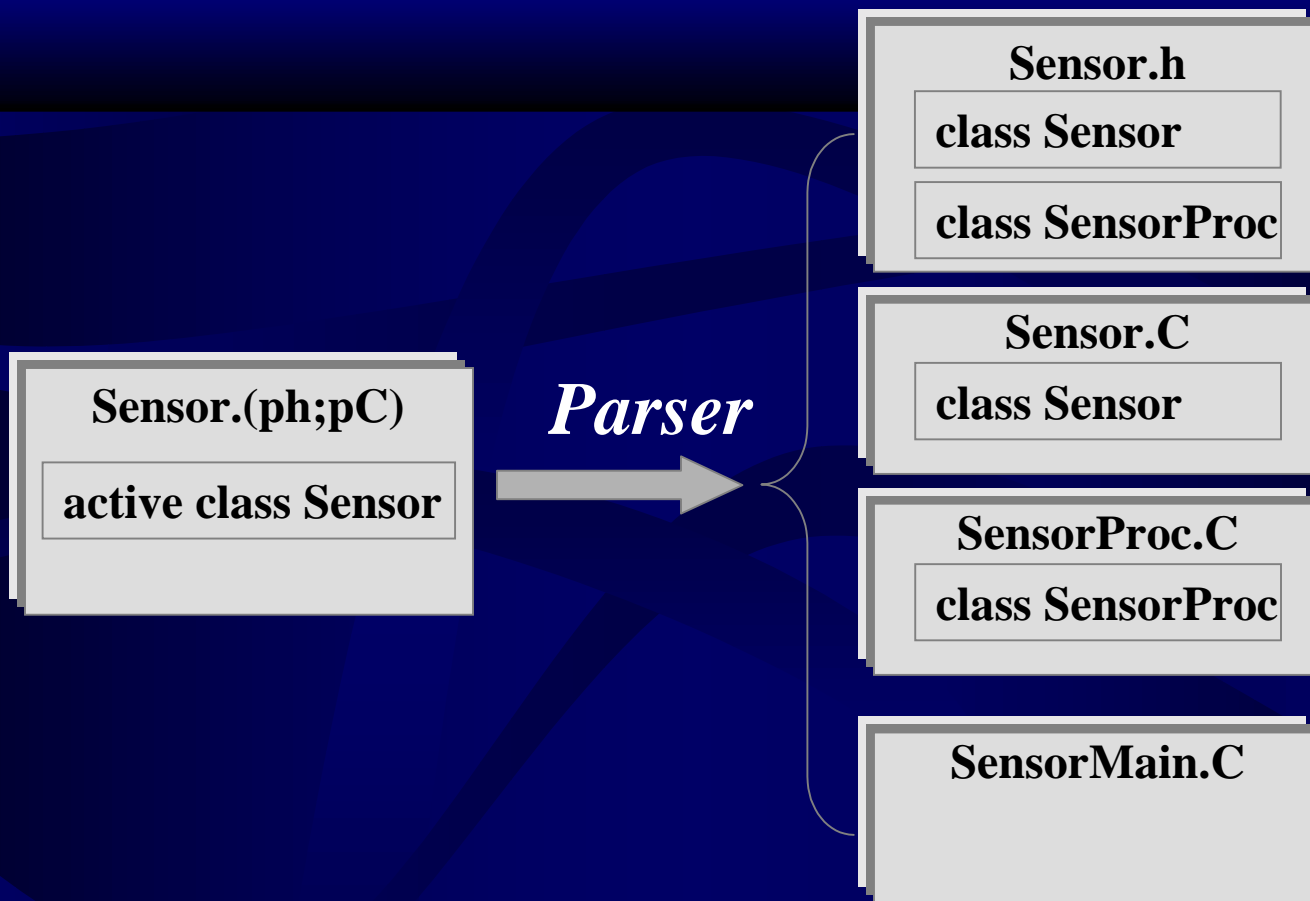 Sensor.(ph;pC)
active class Sensor
Parser
Sensor.h
class Sensor
class SensorProc
Sensor.C
class Sensor
SensorProc.C
class SensorProc
SensorMain.C